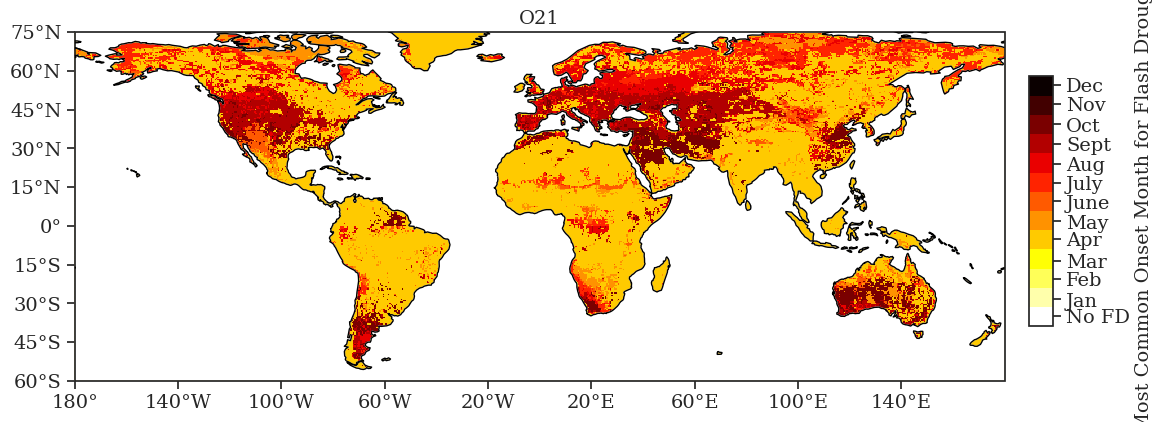 O21
75°N
60°N
45°N
30°N
15°N
0°
15°S
30°S
45°S
60°S
180°
140°W
100°W
60°W
20°W
20°E
60°E
100°E
140°E
Dec
Nov
Oct
Sept
Aug
July
June
May
Apr
Mar
Feb
Jan
No FD
Most Common Onset Month for Flash Droug